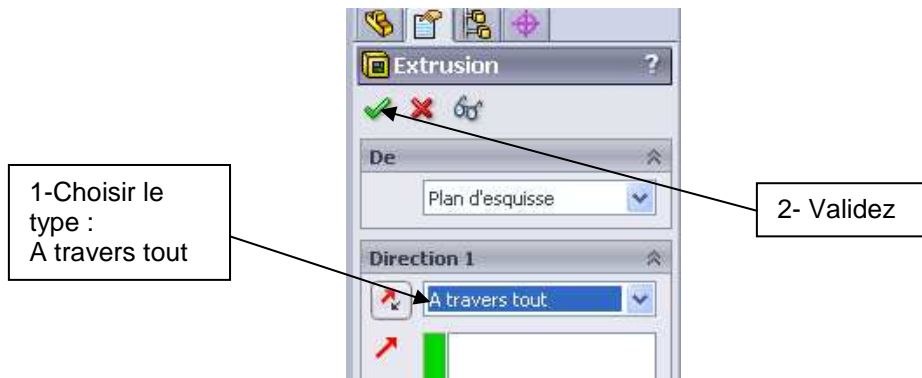 Extrusion ?
De
Plan d'esquisse
1-Choisir le
type :
A travers tout
2- Validez
Direction 1
A travers tout